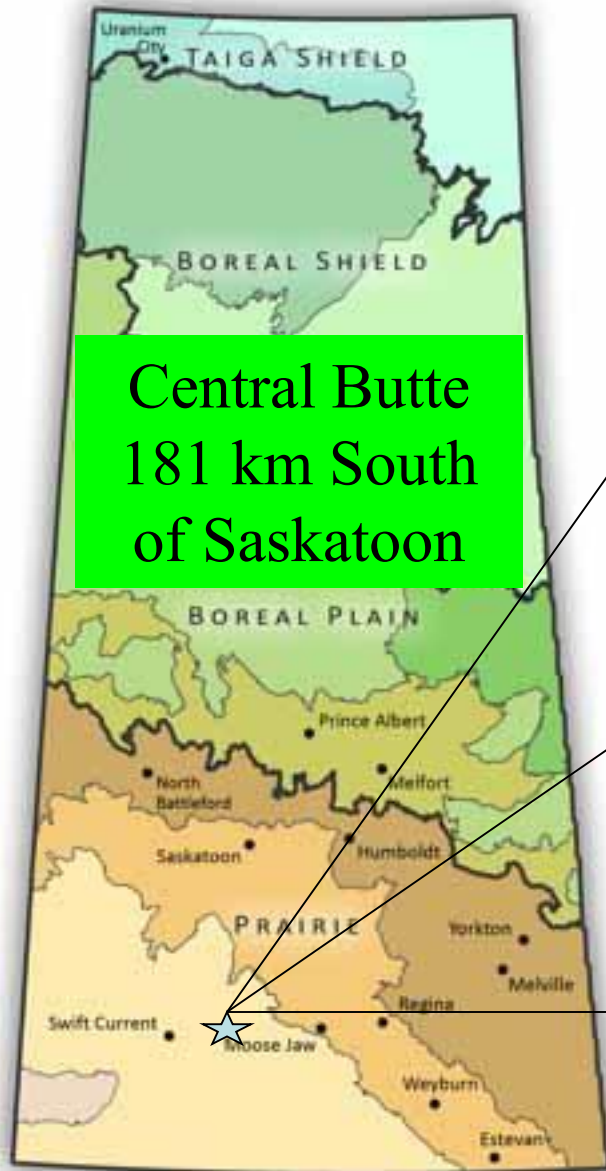 Uranium
City
TAIGA SHIELD
BOREAL SHIELD
Central Butte
181 km South
of Saskatoon
BOREAL PLAIN
Prince Albert
North
Battleford
Melfort
Saskatoon
Humboldt
PRAIRIE
Yorkton
Melville
Swift Current
Moose Jaw
Regina
Weyburn
Estevan